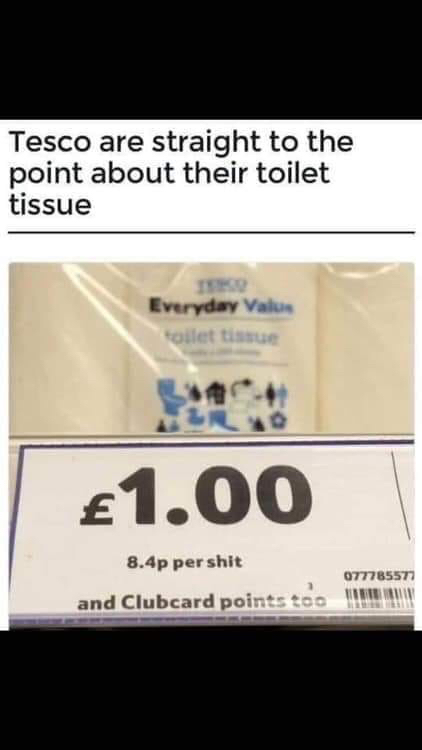 Tesco are straight to the
point about their toilet
tissue
TESCO
Everyday Value
toilet tissue
£1.00
8.4p per shit
077785577
and Clubcard points too
3